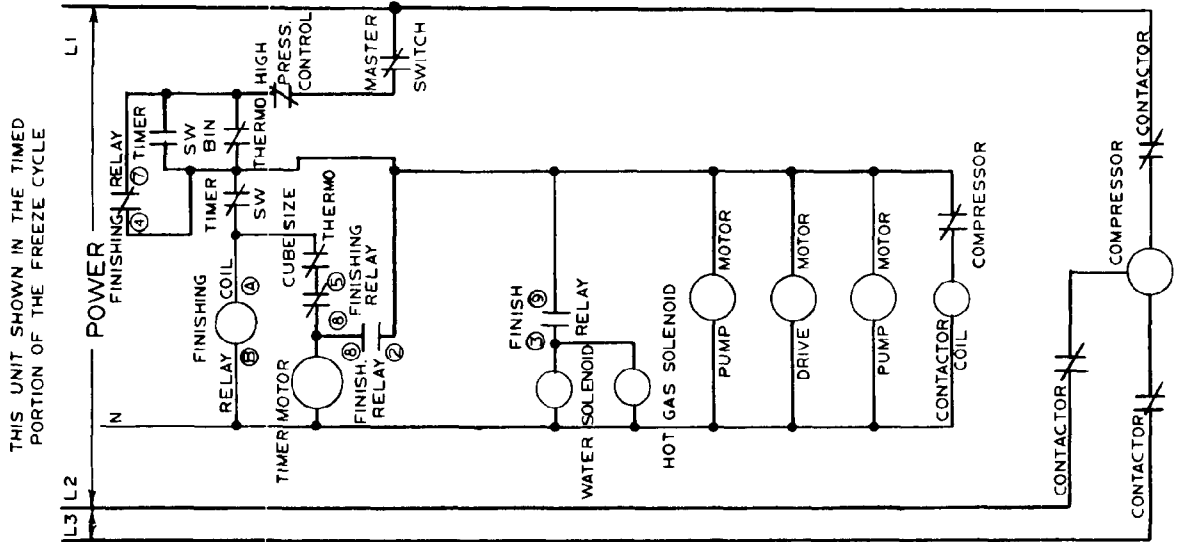 THIS UNIT SHOWN IN THE TIMED
PORTION OF THE FREEZE CYCLE
L1
POWER
N
L2
L3
FINISHING RELAY
4
7
TIMER
SW
BIN
THERMO
HIGH
PRESS.
CONTROL
MASTER
SWITCH
TIMER
SW
FINISHING
RELAY COIL
B
A
CUBE SIZE
THERMO
8
5
FINISHING
RELAY
TIMER MOTOR
FINISH.
RELAY
8
2
FINISH
RELAY
3
9
WATER SOLENOID
HOT GAS SOLENOID
PUMP MOTOR
DRIVE MOTOR
PUMP MOTOR
CONTACTOR
COIL
COMPRESSOR
COMPRESSOR
CONTACTOR
CONTACTOR
CONTACTOR